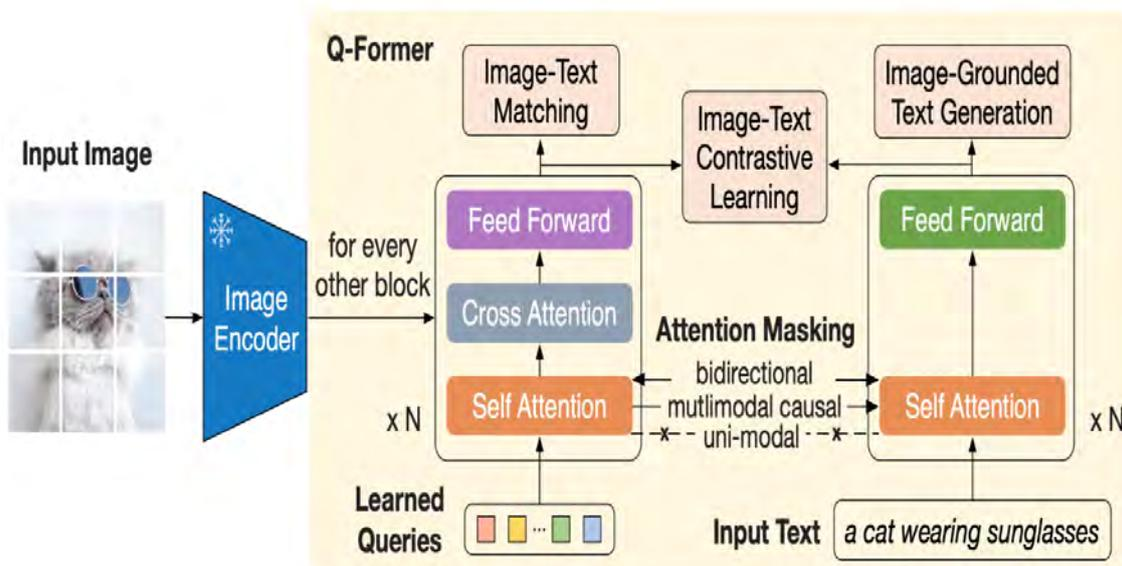 Q-Former
Image-Text
Matching
Image-Grounded
Text Generation
Image-Text
Contrastive
Learning
Input Image
Feed Forward
Feed Forward
for every
other block
Image
Encoder
Cross Attention
Attention Masking
bidirectional
mutlimodal causal
uni-modal
Self Attention
Self Attention
x N
x N
Learned
Queries
...
Input Text
a cat wearing sunglasses